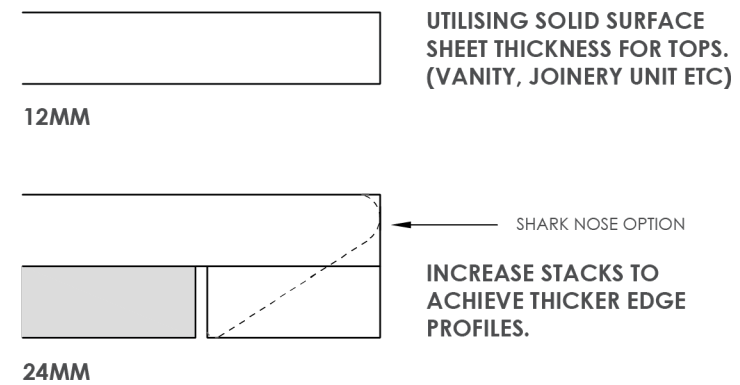 UTILISING SOLID SURFACE
SHEET THICKNESS FOR TOPS.
(VANITY, JOINERY UNIT ETC)
12MM
SHARK NOSE OPTION
INCREASE STACKS TO
ACHIEVE THICKER EDGE
PROFILES.
24MM